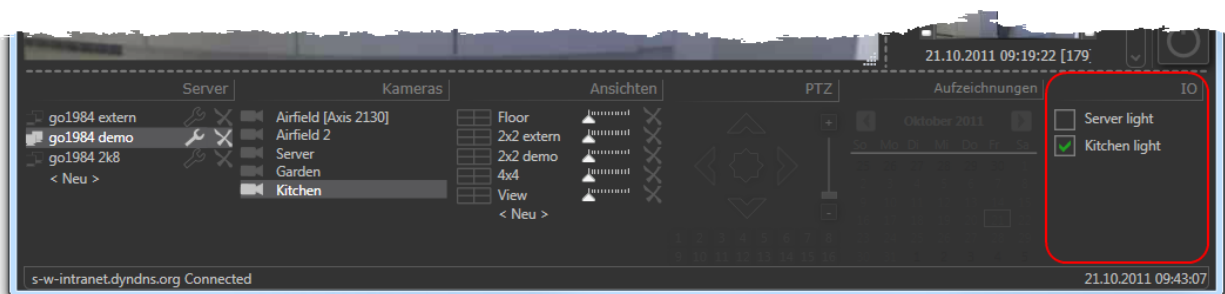 21.10.2011 09:19:22 [179
Server
Kameras
Ansichten
PTZ
Aufzeichnungen
IO
go1984 extern
go1984 demo
go1984 2k8
< Neu >
Airfield [Axis 2130]
Airfield 2
Server
Garden
Kitchen
Floor
2x2 extern
2x2 demo
4x4
View
< Neu >
+
-
1 2 3 4 5 6 7 8
9 10 11 12 13 14 15 16
Oktober 2011
So Mo Di Mi Do Fr Sa
Server light
Kitchen light
s-w-intranet.dyndns.org Connected
21.10.2011 09:43:07